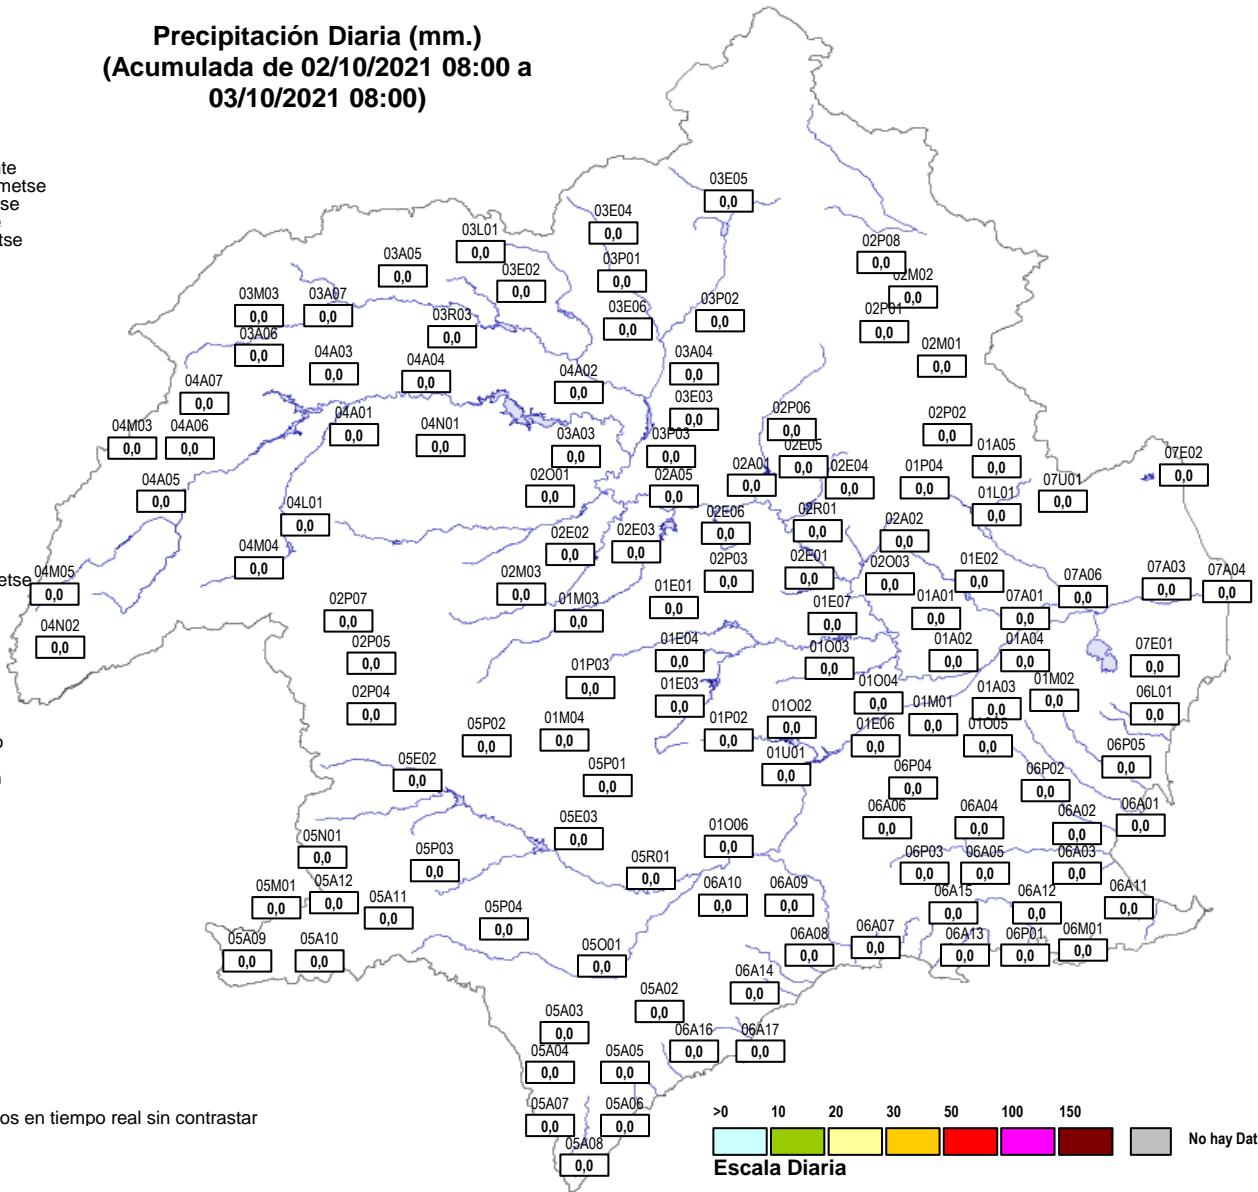 Precipitación Diaria (mm.)
(Acumulada de 02/10/2021 08:00 a
03/10/2021 08:00)
03E05
0,0
03E04
0,0
03L01
0,0
03A05
0,0
03P01
0,0
03E02
0,0
02P08
0,0
02M02
0,0
03M03
0,0
03A07
0,0
03R03
0,0
03E06
0,0
03P02
0,0
02P01
0,0
03A06
0,0
04A03
0,0
04A04
0,0
04A02
0,0
03A04
0,0
02M01
0,0
04A07
0,0
03E03
0,0
04M03
0,0
04A06
0,0
04A01
0,0
04N01
0,0
03A03
0,0
03P03
0,0
02P06
0,0
02P02
0,0
02E05
0,0
01A05
0,0
07E02
0,0
04A05
0,0
02O01
0,0
02A05
0,0
02A01
0,0
02E04
0,0
01P04
0,0
01L01
0,0
07U01
0,0
04L01
0,0
02E06
0,0
02R01
0,0
02A02
0,0
04M04
0,0
02E02
0,0
02E03
0,0
metse
04M05
0,0
02M03
0,0
01M03
0,0
01E01
0,0
02P03
0,0
02E01
0,0
02O03
0,0
01E02
0,0
07A06
0,0
07A03
0,0
07A04
0,0
04N02
0,0
02P07
0,0
01E07
0,0
01A01
0,0
07A01
0,0
02P05
0,0
01E04
0,0
01O03
0,0
01A02
0,0
01A04
0,0
07E01
0,0
02P04
0,0
01P03
0,0
01E03
0,0
01O04
0,0
01M01
0,0
01A03
0,0
01M02
0,0
06L01
0,0
05P02
0,0
01M04
0,0
01P02
0,0
01O02
0,0
01E06
0,0
01O05
0,0
05E02
0,0
05P01
0,0
01U01
0,0
06P04
0,0
06P02
0,0
06P05
0,0
05E03
0,0
01O06
0,0
06A06
0,0
06A04
0,0
06A02
0,0
06A01
0,0
05N01
0,0
05P03
0,0
05R01
0,0
06P03
0,0
06A05
0,0
06A03
0,0
05M01
0,0
05A12
0,0
05A11
0,0
05P04
0,0
06A10
0,0
06A09
0,0
06A15
0,0
06A12
0,0
06A11
0,0
05A09
0,0
05A10
0,0
05O01
0,0
06A08
0,0
06A07
0,0
06A13
0,0
06P01
0,0
06M01
0,0
06A14
0,0
05A02
0,0
05A03
0,0
06A16
0,0
06A17
0,0
05A04
0,0
05A05
0,0
05A07
0,0
05A06
0,0
05A08
0,0
os en tiempo real sin contrastar
>0 10 20 30 50 100 150
No hay Dat
Escala Diaria